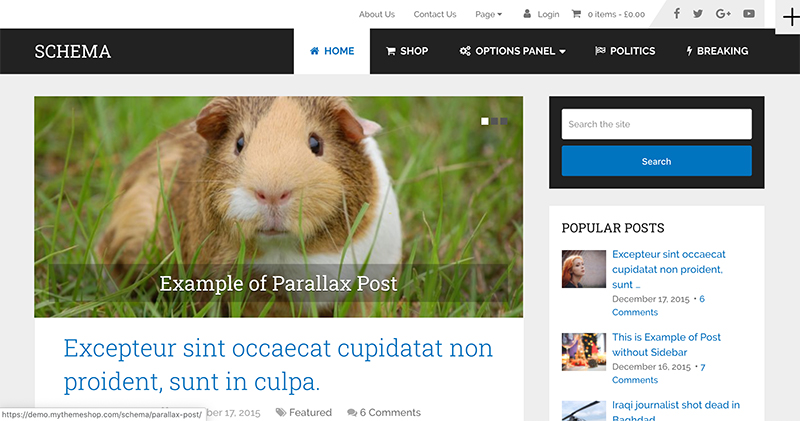 About Us Contact Us Page Login 0 items - £0.00
SCHEMA HOME SHOP OPTIONS PANEL POLITICS BREAKING
Example of Parallax Post
Excepteur sint occaecat cupidatat non
proident, sunt in culpa.
17, 2015 Featured 6 Comments
https://demo.mythemeshop.com/schema/parallax-post/
Search the site
Search
POPULAR POSTS
Excepteur sint occaecat
cupidatat non proident,
sunt ...
December 17, 2015 • 6
Comments
This is Example of Post
without Sidebar
December 16, 2015 • 7
Comments
Iraqi journalist shot dead in
Baghdad